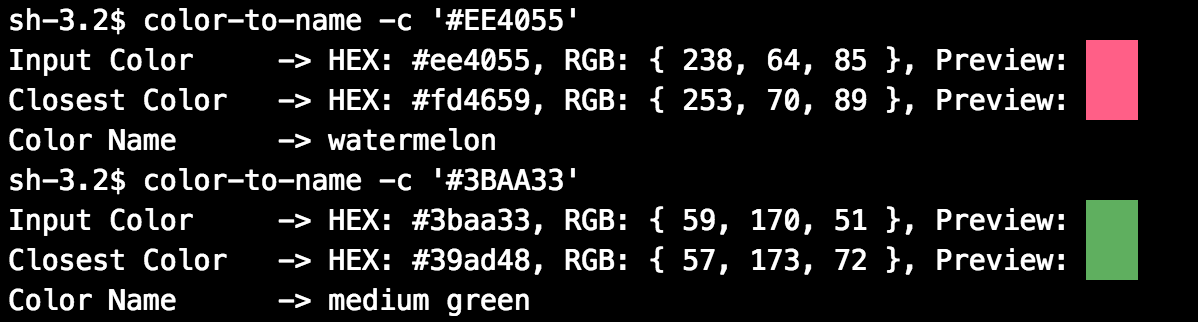 sh-3.2$ color-to-name -c '#EE4055'
Input Color     -> HEX: #ee4055, RGB: { 238, 64, 85 }, Preview:
Closest Color   -> HEX: #fd4659, RGB: { 253, 70, 89 }, Preview:
Color Name      -> watermelon
sh-3.2$ color-to-name -c '#3BAA33'
Input Color     -> HEX: #3baa33, RGB: { 59, 170, 51 }, Preview:
Closest Color   -> HEX: #39ad48, RGB: { 57, 173, 72 }, Preview:
Color Name      -> medium green